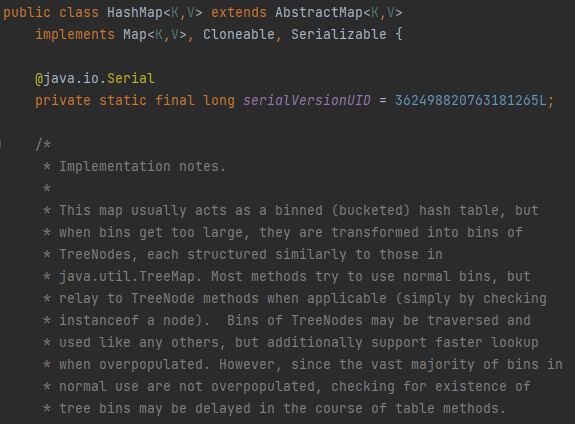 public class HashMap<K,V> extends AbstractMap<K,V>
    implements Map<K,V>, Cloneable, Serializable {

    @java.io.Serial
    private static final long serialVersionUID = 362498820763181265L;

    /*
     * Implementation notes.
     *
     * This map usually acts as a binned (bucketed) hash table, but
     * when bins get too large, they are transformed into bins of
     * TreeNodes, each structured similarly to those in
     * java.util.TreeMap. Most methods try to use normal bins, but
     * relay to TreeNode methods when applicable (simply by checking
     * instanceof a node).  Bins of TreeNodes may be traversed and
     * used like any others, but additionally support faster lookup
     * when overpopulated. However, since the vast majority of bins in
     * normal use are not overpopulated, checking for existence of
     * tree bins may be delayed in the course of table methods.